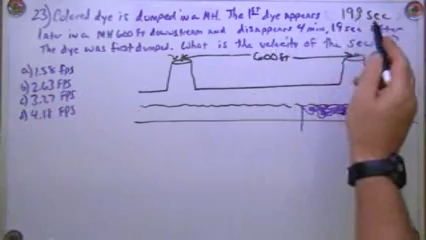 23) Colored dye is dumped in a MH. The 1st dye appears 193 sec
later in a MH 600 FT downstream and disappears 4 min, 19 sec
The dye was first dumped. What is the velocity of the sew
a) 1.58 FPS
b) 2.63 FPS
c) 3.27 FPS
d) 4.18 FPS
600 FT